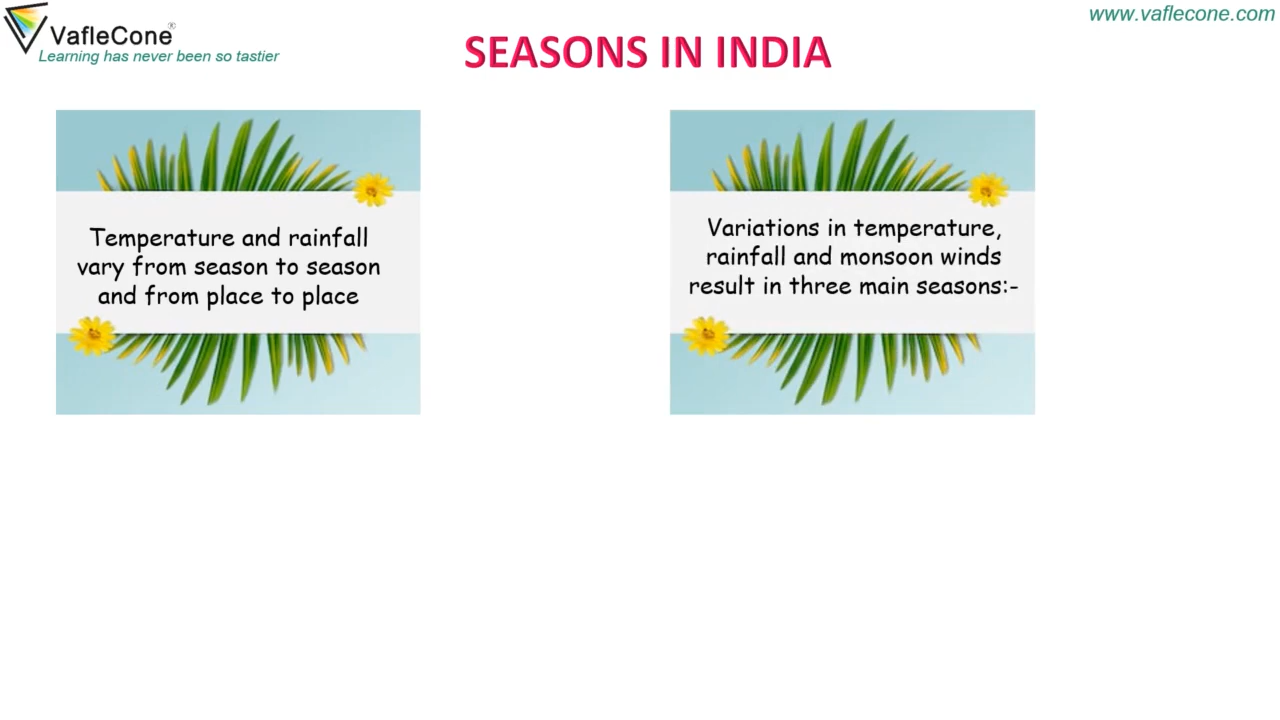 www.vaflecone.com
VafleCone®
Learning has never been so tastier
SEASONS IN INDIA
Temperature and rainfall
vary from season to season
and from place to place
Variations in temperature,
rainfall and monsoon winds
result in three main seasons:-